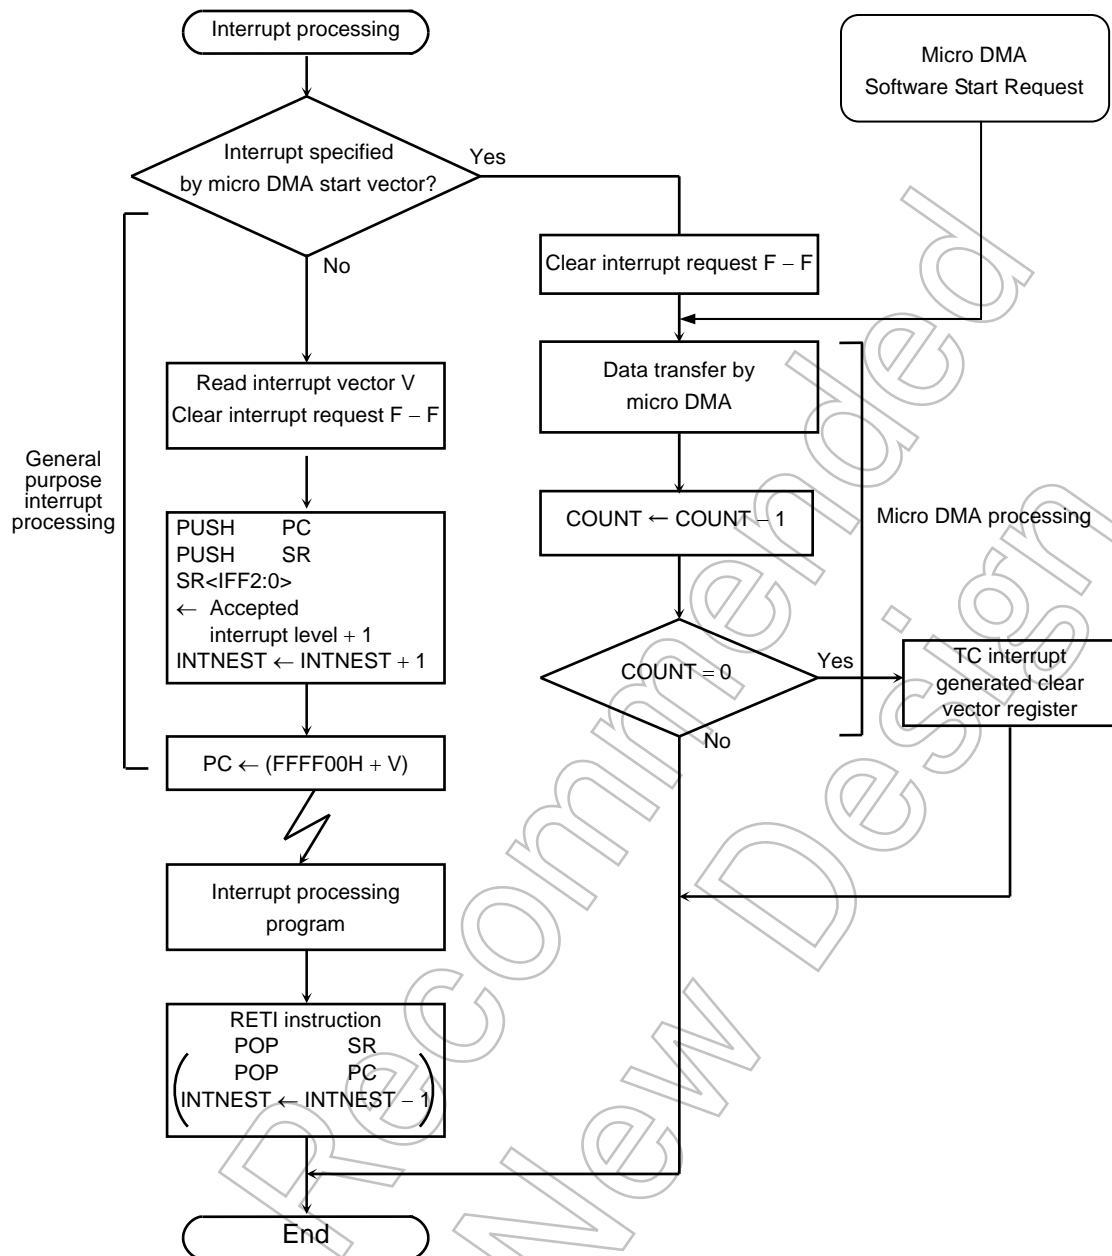 Interrupt processing
Micro DMA
Software Start Request
Interrupt specified
by micro DMA start vector?
Yes
No
Clear interrupt request F – F
Read interrupt vector V
Clear interrupt request F – F
Data transfer by
micro DMA
General
purpose
interrupt
processing
PUSH PC
PUSH SR
SR<IFF2:0>
← Accepted
interrupt level + 1
INTNEST ← INTNEST + 1
COUNT ← COUNT – 1
Micro DMA processing
COUNT = 0
Yes
No
TC interrupt
generated clear
vector register
PC ← (FFFF00H + V)
Interrupt processing
program
RETI instruction
POP SR
POP PC
INTNEST ← INTNEST – 1
End
Recommended
New Design